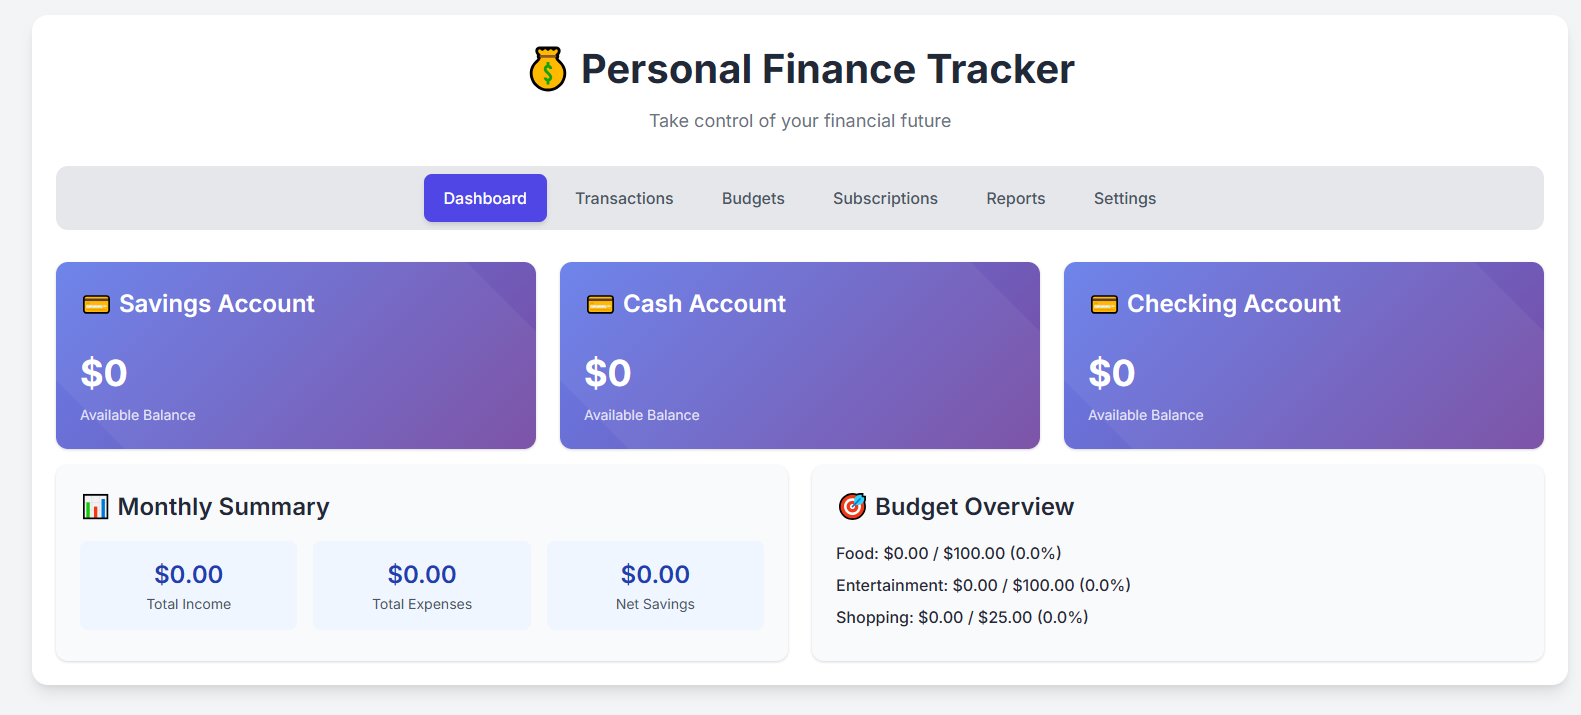 Personal Finance Tracker
Take control of your financial future
Dashboard Transactions Budgets Subscriptions Reports Settings
Savings Account
$0
Available Balance
Cash Account
$0
Available Balance
Checking Account
$0
Available Balance
Monthly Summary
$0.00
Total Income
$0.00
Total Expenses
$0.00
Net Savings
Budget Overview
Food: $0.00 / $100.00 (0.0%)
Entertainment: $0.00 / $100.00 (0.0%)
Shopping: $0.00 / $25.00 (0.0%)